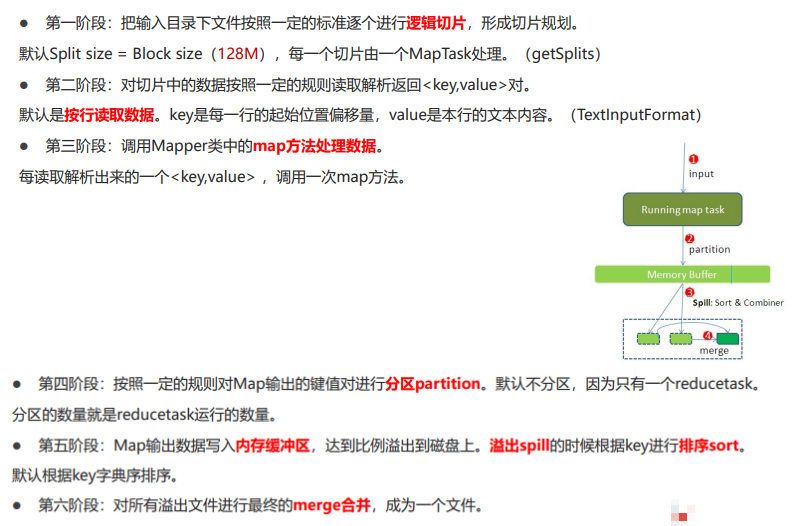 ● 第一阶段：把输入目录下文件按照一定的标准逐个进行逻辑切片，形成切片规划。
默认Split size = Block size（128M），每一个切片由一个MapTask处理。（getSplits）
● 第二阶段：对切片中的数据按照一定的规则读取解析返回<key,value>对。
默认是按行读取数据。key是每一行的起始位置偏移量，value是本行的文本内容。（TextInputFormat）
● 第三阶段：调用Mapper类中的map方法处理数据。
每读取解析出来的一个<key,value> ，调用一次map方法。
1
input
Running map task
2
partition
Memory Buffer
3
Spill: Sort & Combiner
4
merge
● 第四阶段：按照一定的规则对Map输出的键值对进行分区partition。默认不分区，因为只有一个reducetask。
分区的数量就是reducetask运行的数量。
● 第五阶段：Map输出数据写入内存缓冲区，达到比例溢出到磁盘上。溢出spill的时候根据key进行排序sort。
默认根据key字典序排序。
● 第六阶段：对所有溢出文件进行最终的merge合并，成为一个文件。